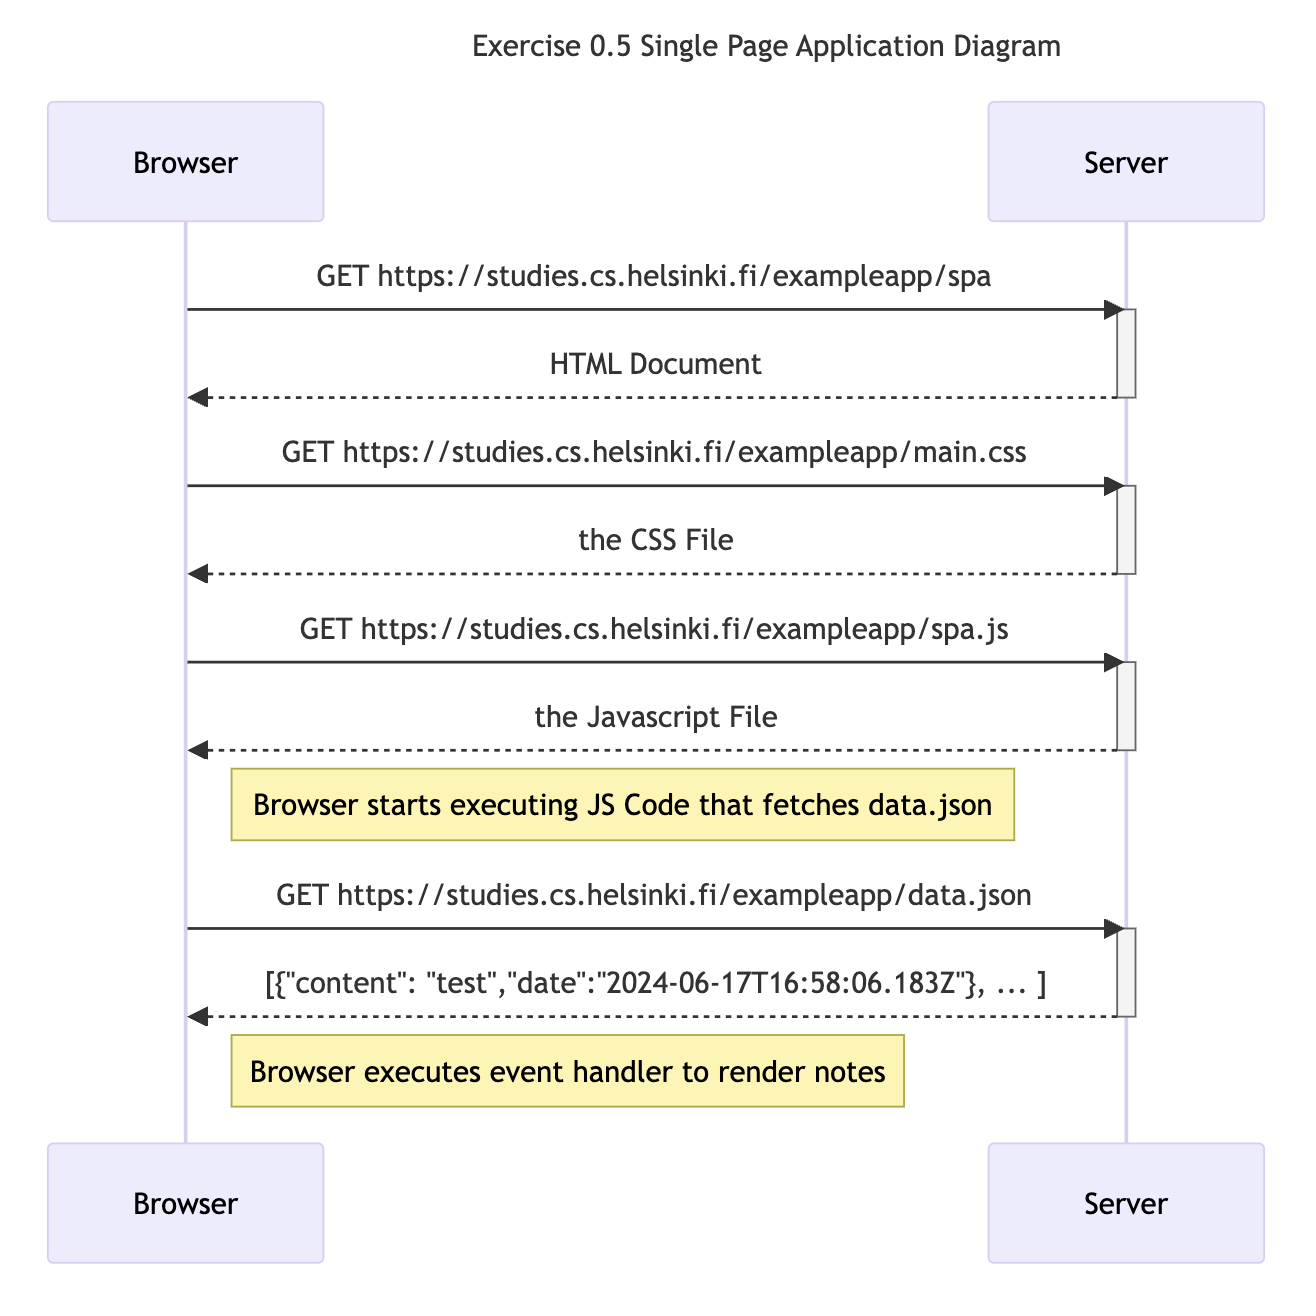 Exercise 0.5 Single Page Application Diagram
Browser
Server
GET https://studies.cs.helsinki.fi/exampleapp/spa
HTML Document
GET https://studies.cs.helsinki.fi/exampleapp/main.css
the CSS File
GET https://studies.cs.helsinki.fi/exampleapp/spa.js
the Javascript File
Browser starts executing JS Code that fetches data.json
GET https://studies.cs.helsinki.fi/exampleapp/data.json
[{"content": "test","date":"2024-06-17T16:58:06.183Z"}, ... ]
Browser executes event handler to render notes
Browser
Server